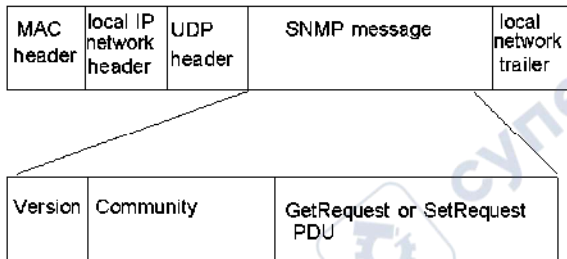 MAC
header
local IP
network
header
UDP
header
SNMP message
local
network
trailer
Version
Community
GetRequest or SetRequest
PDU